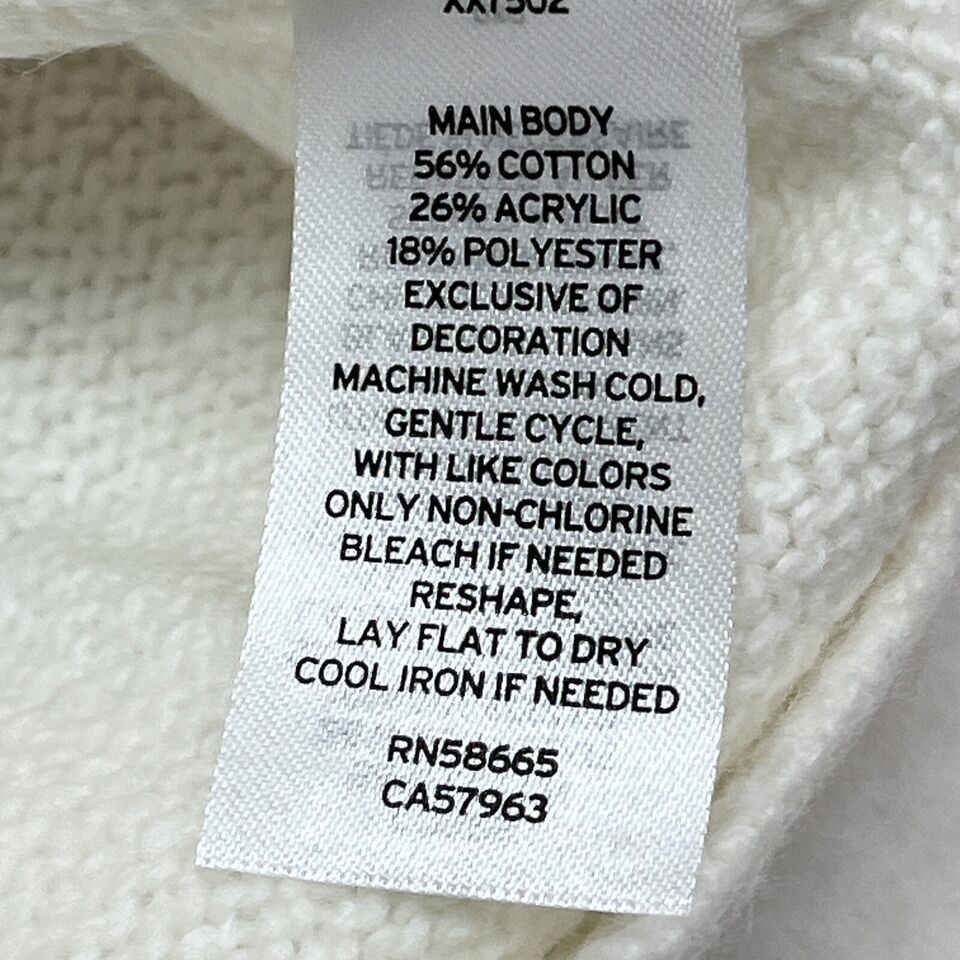 MAIN BODY
56% COTTON
26% ACRYLIC
18% POLYESTER
EXCLUSIVE OF
DECORATION
MACHINE WASH COLD,
GENTLE CYCLE,
WITH LIKE COLORS
ONLY NON-CHLORINE
BLEACH IF NEEDED
RESHAPE,
LAY FLAT TO DRY
COOL IRON IF NEEDED
RN58665
CA57963